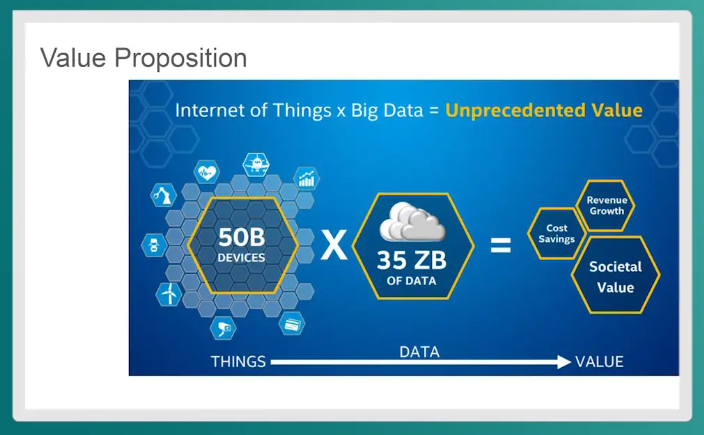 Value Proposition
Internet of Things x Big Data = Unprecedented Value
50B
DEVICES
X
35 ZB
OF DATA
=
Cost
Savings
Revenue
Growth
Societal
Value
THINGS
DATA
VALUE